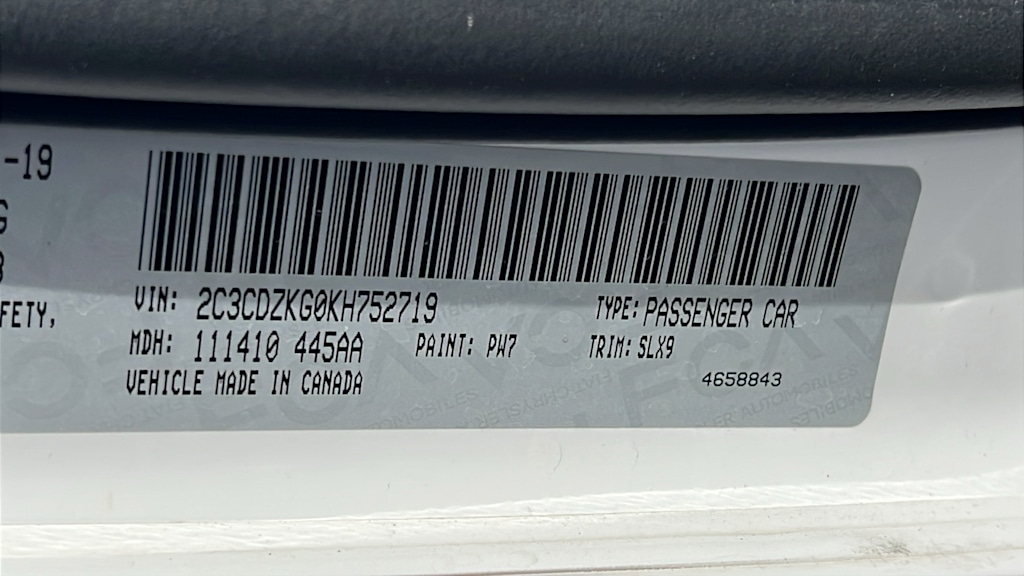 -19
G
FETY,
VIN: 2C3CDZKG0KH752719
TYPE: PASSENGER CAR
MDH: 111410 445AA
PAINT: PW7
TRIM: SLX9
VEHICLE MADE IN CANADA
4658843